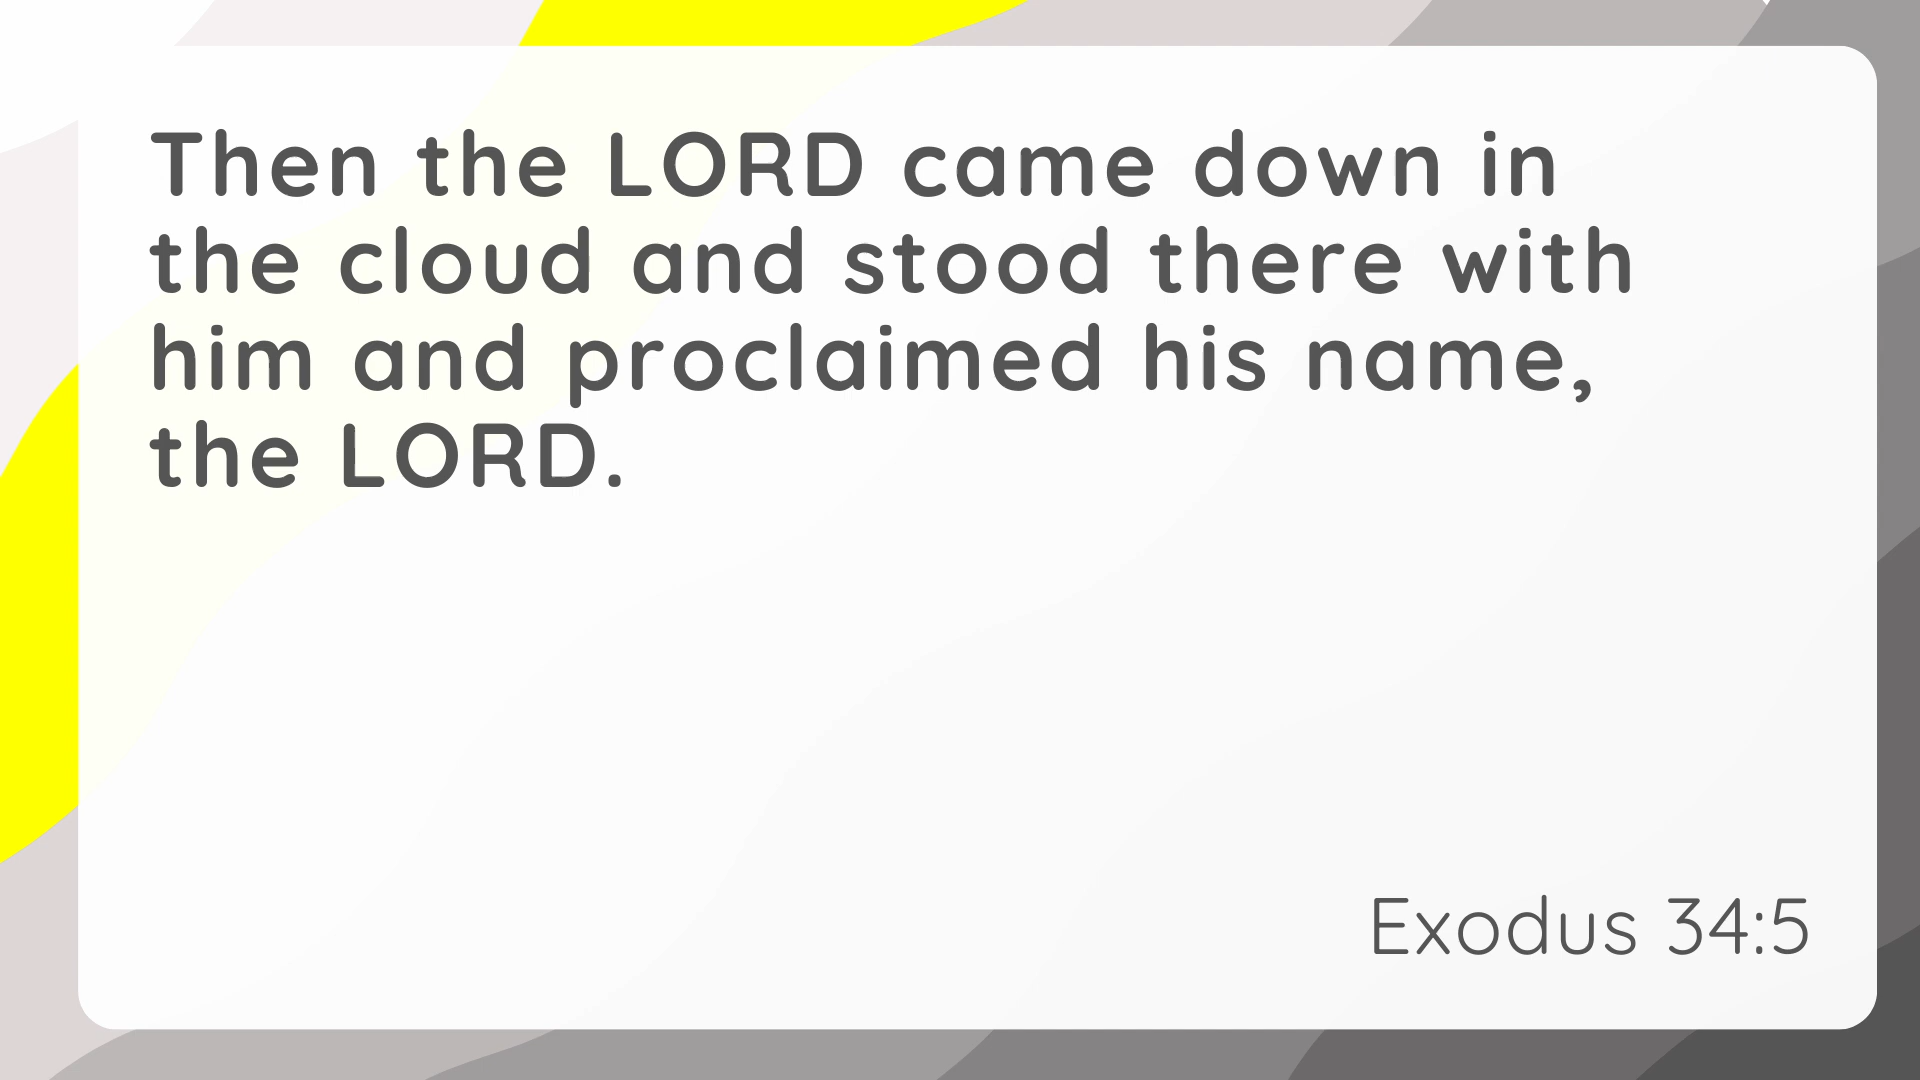 Then the LORD came down in
the cloud and stood there with
him and proclaimed his name,
the LORD.
Exodus 34:5